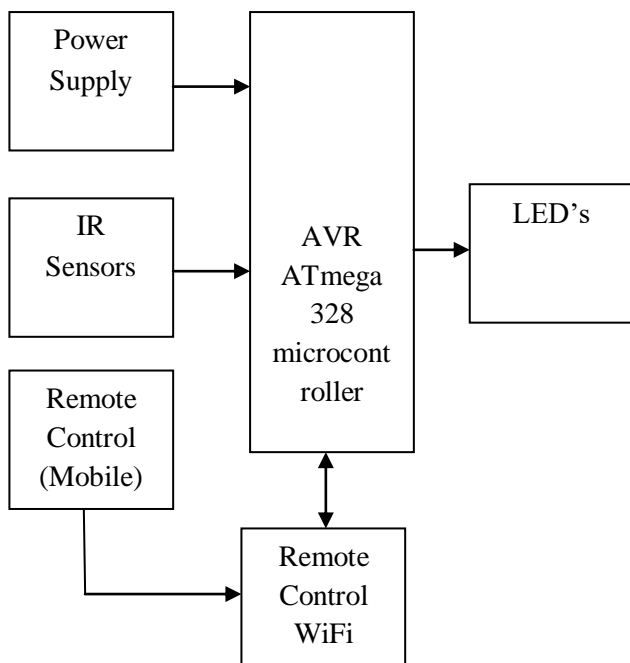 Power
Supply
IR
Sensors
AVR
ATmega
328
microcont
roller
LED’s
Remote
Control
(Mobile)
Remote
Control
WiFi